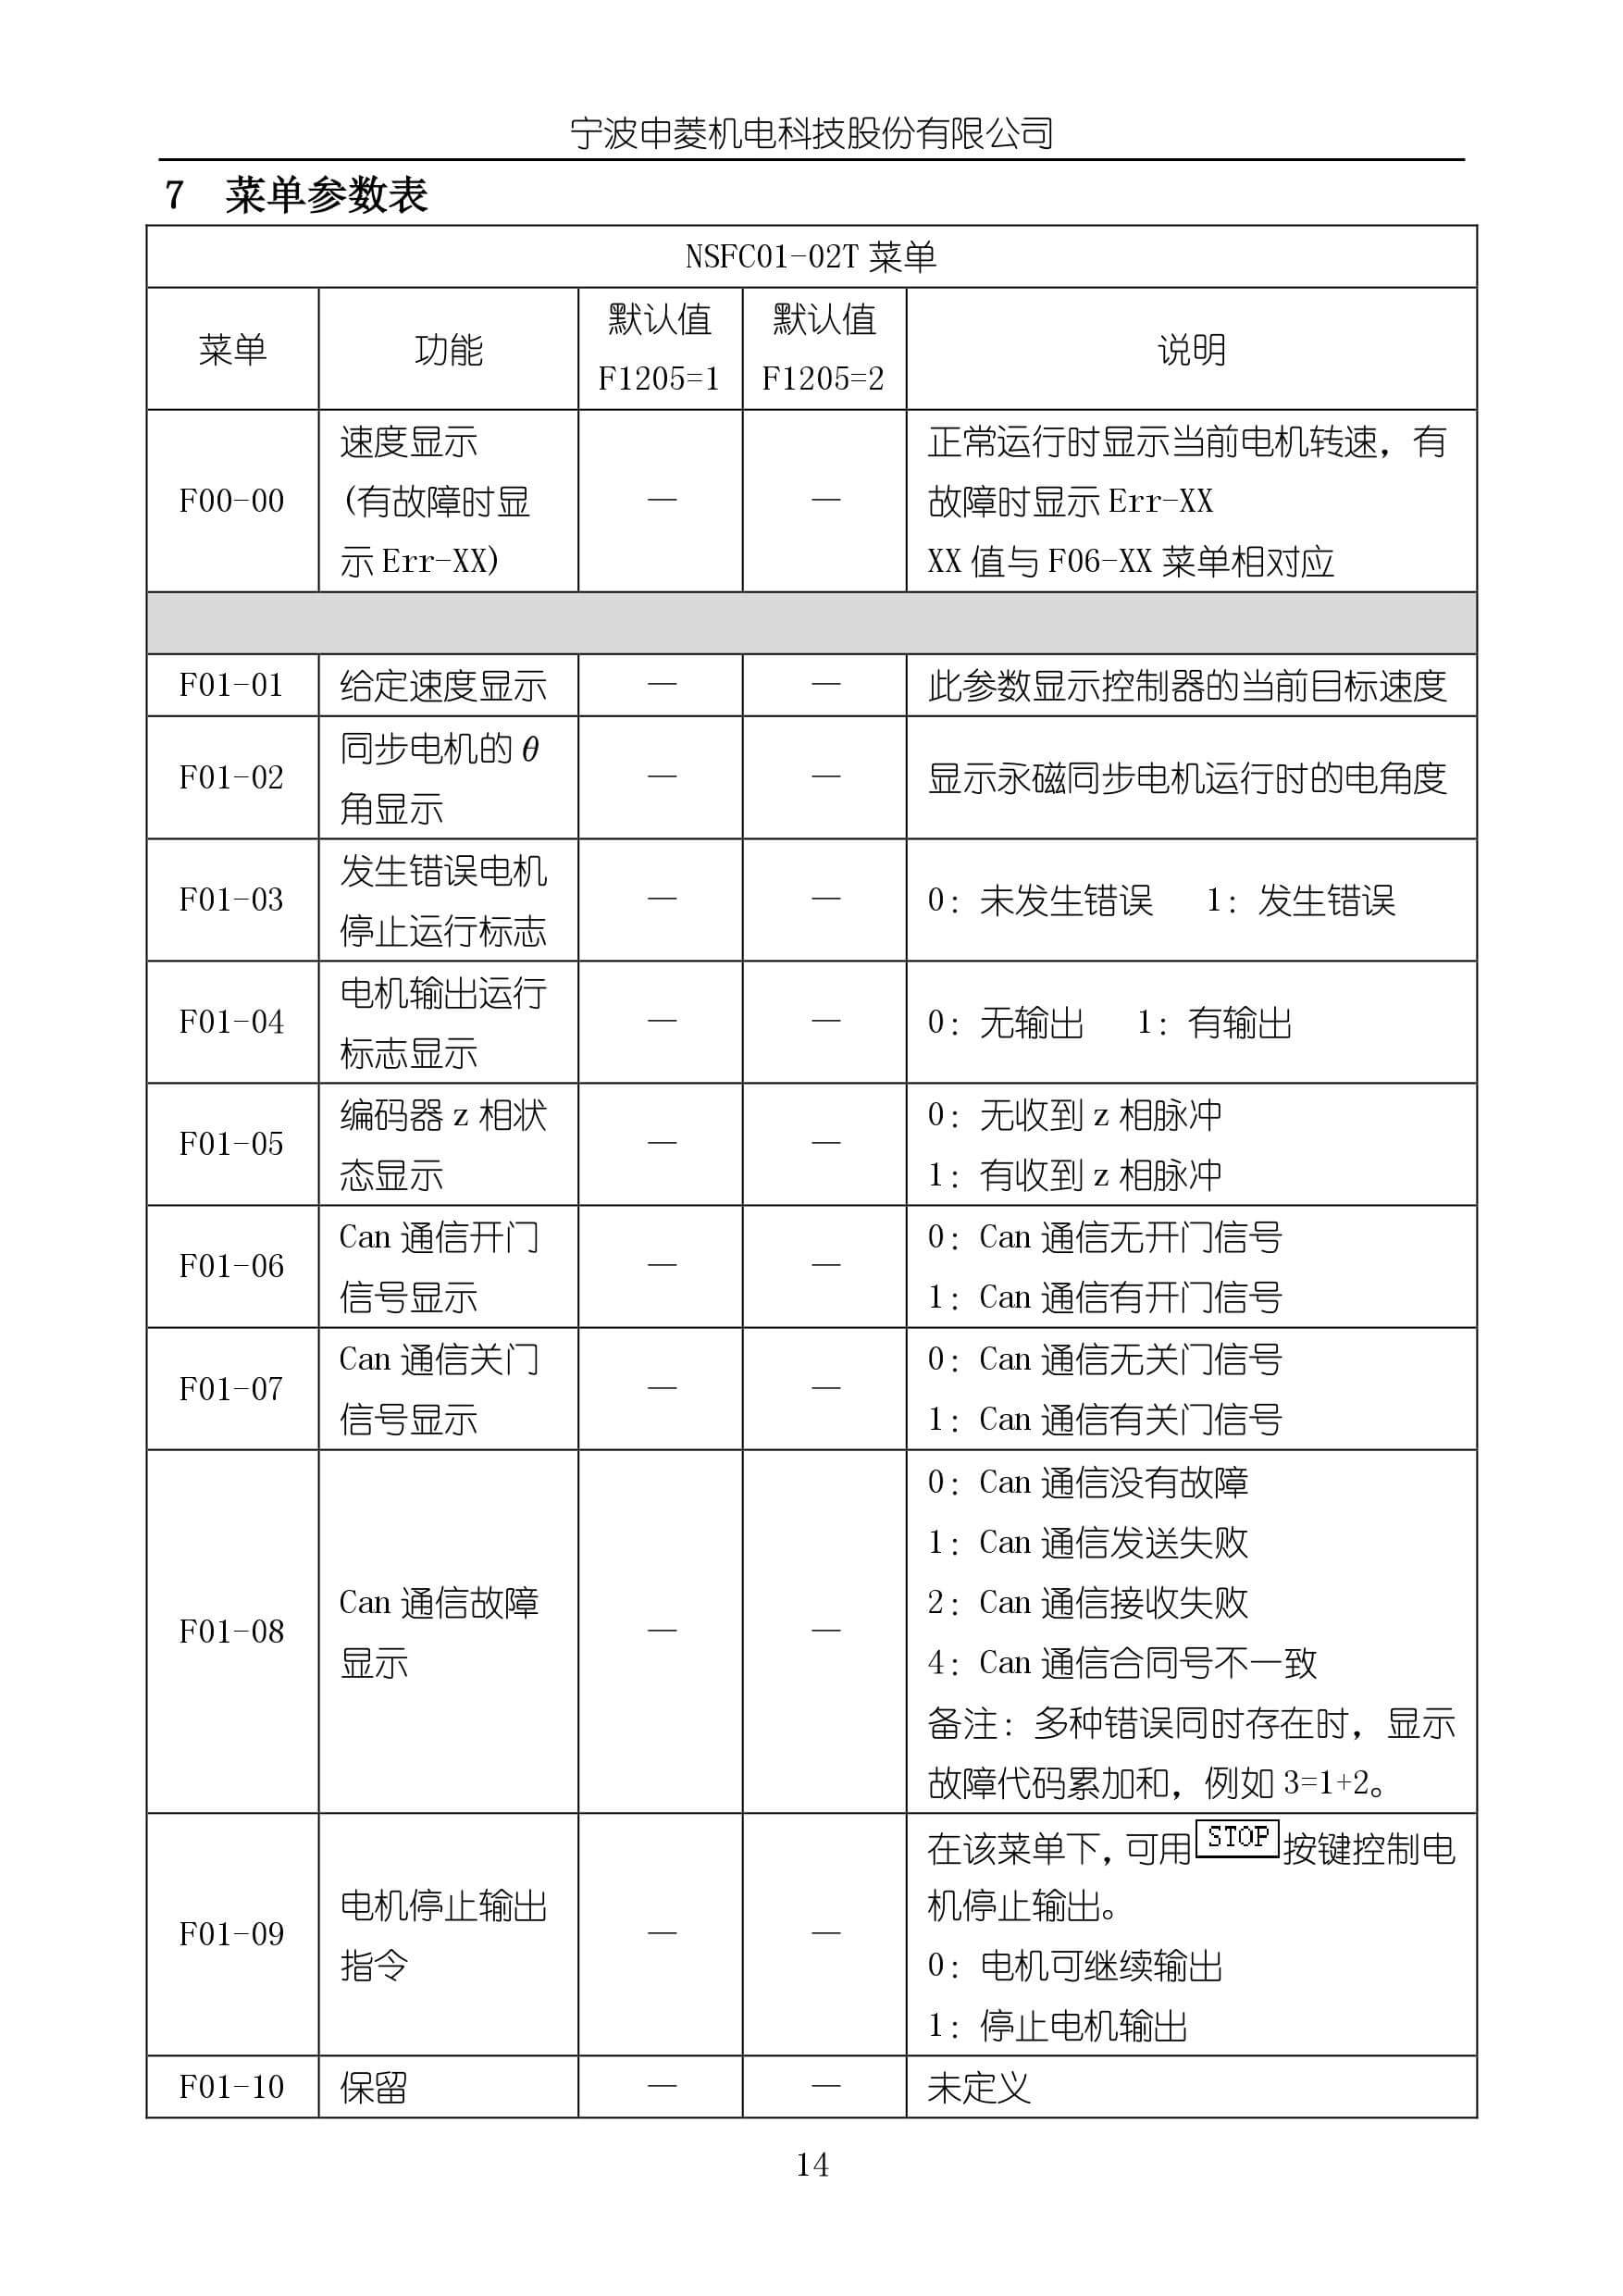 宁波申菱机电科技股份有限公司
7 菜单参数表
NSFC01-02T 菜单
菜单
功能
默认值
F1205=1
默认值
F1205=2
说明
F00-00
速度显示
(有故障时显
示 Err-XX)
—
—
正常运行时显示当前电机转速，有
故障时显示 Err-XX
XX 值与 F06-XX 菜单相对应
F01-01
给定速度显示
—
—
此参数显示控制器的当前目标速度
F01-02
同步电机的 θ
角显示
—
—
显示永磁同步电机运行时的电角度
F01-03
发生错误电机
停止运行标志
—
—
0：未发生错误 1：发生错误
F01-04
电机输出运行
标志显示
—
—
0：无输出 1：有输出
F01-05
编码器 z 相状
态显示
—
—
0：无收到 z 相脉冲
1：有收到 z 相脉冲
F01-06
Can 通信开门
信号显示
—
—
0：Can 通信无开门信号
1：Can 通信有开门信号
F01-07
Can 通信关门
信号显示
—
—
0：Can 通信无关门信号
1：Can 通信有关门信号
F01-08
Can 通信故障
显示
—
—
0：Can 通信没有故障
1：Can 通信发送失败
2：Can 通信接收失败
4：Can 通信合同号不一致
备注：多种错误同时存在时，显示
故障代码累加和，例如 3=1+2。
F01-09
电机停止输出
指令
—
—
在该菜单下，可用 STOP 按键控制电
机停止输出。
0：电机可继续输出
1：停止电机输出
F01-10
保留
—
—
未定义
14